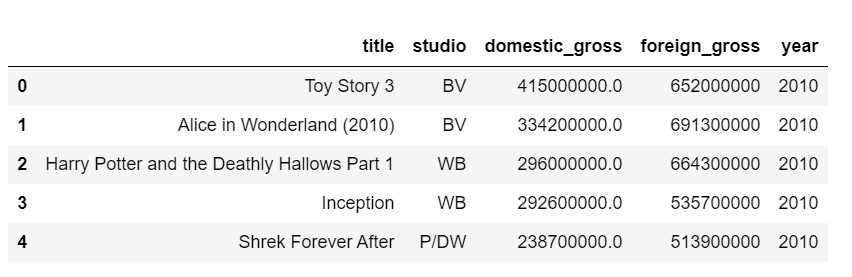 title studio domestic_gross foreign_gross year
0 Toy Story 3 BV 415000000.0 652000000 2010
1 Alice in Wonderland (2010) BV 334200000.0 691300000 2010
2 Harry Potter and the Deathly Hallows Part 1 WB 296000000.0 664300000 2010
3 Inception WB 292600000.0 535700000 2010
4 Shrek Forever After P/DW 238700000.0 513900000 2010